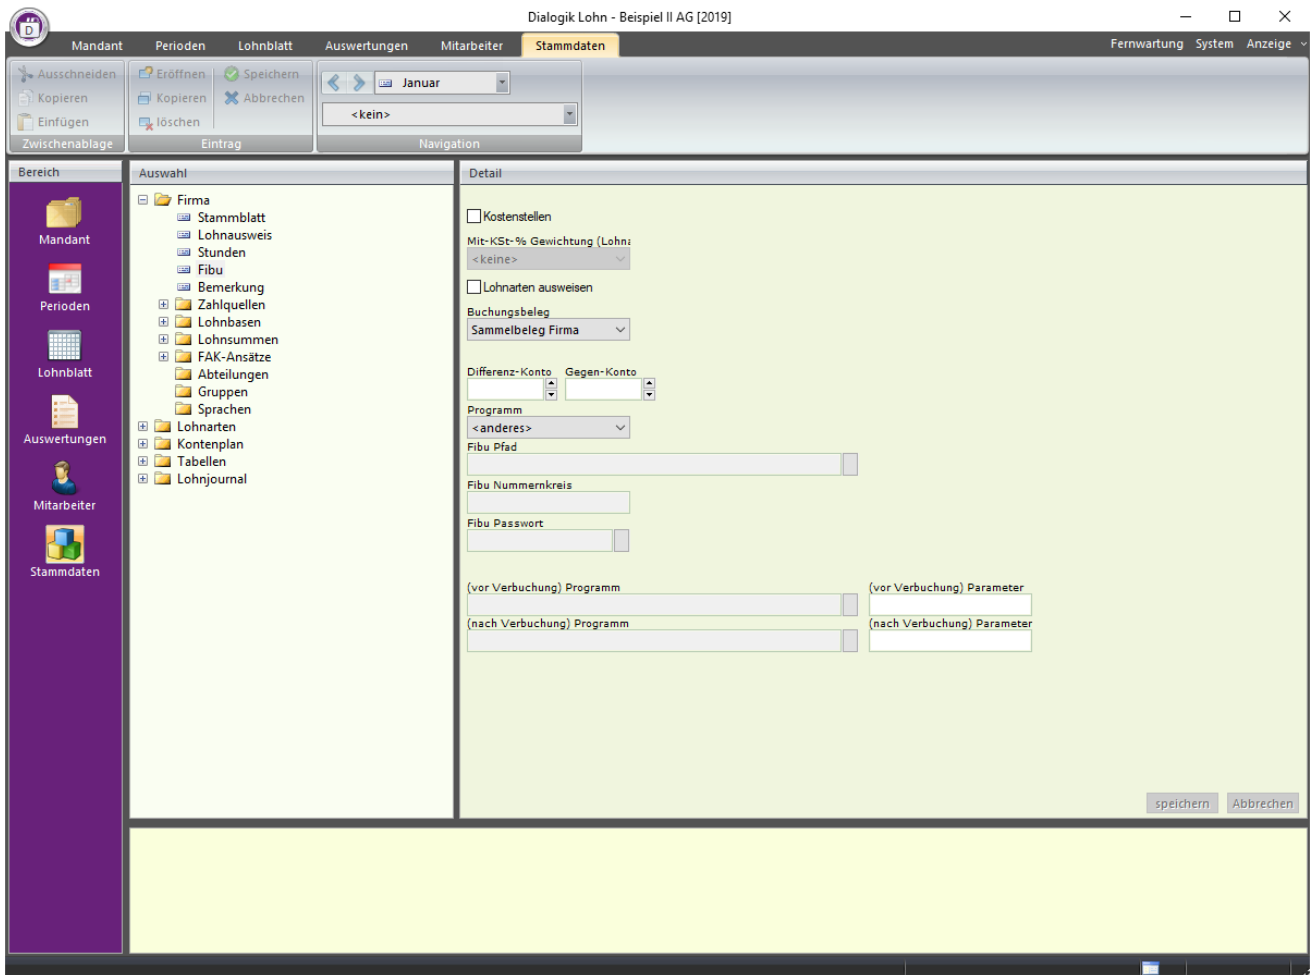 Dialogik Lohn - Beispiel II AG [2019]
D
Mandant Perioden Lohnblatt Auswertungen Mitarbeiter Stammdaten Fernwartung System Anzeige
Ausschneiden Eröffnen Speichern
Januar
Kopieren Kopieren Abbrechen
<kein>
Einfügen löschen
Zwischenablage Eintrag Navigation
Bereich
Mandant
Perioden
Lohnblatt
Auswertungen
Mitarbeiter
Stammdaten
Auswahl
Firma
Stammblatt
Lohnausweis
Stunden
Fibu
Bemerkung
Zahlquellen
Lohnbasen
Lohnsummen
FAK-Ansätze
Abteilungen
Gruppen
Sprachen
Lohnarten
Kontenplan
Tabellen
Lohnjournal
Detail
Kostenstellen
Mit-KSt-% Gewichtung (Lohna
<keine>
Lohnarten ausweisen
Buchungsbeleg
Sammelbeleg Firma
Differenz-Konto Gegen-Konto
Programm
<anderes>
Fibu Pfad
Fibu Nummernkreis
Fibu Passwort
(vor Verbuchung) Programm (vor Verbuchung) Parameter
(nach Verbuchung) Programm (nach Verbuchung) Parameter
speichern Abbrechen